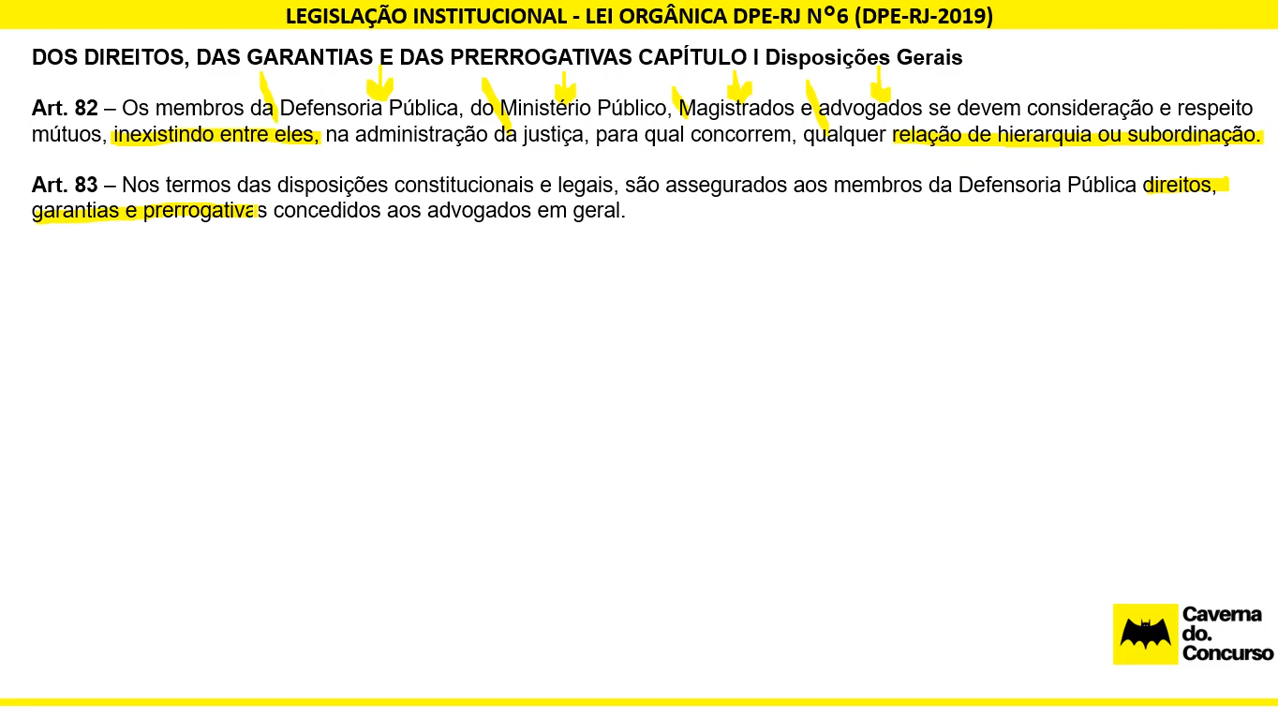 LEGISLAÇÃO INSTITUCIONAL - LEI ORGÂNICA DPE-RJ Nº6 (DPE-RJ-2019)
DOS DIREITOS, DAS GARANTIAS E DAS PRERROGATIVAS CAPÍTULO I Disposições Gerais
Art. 82 – Os membros da Defensoria Pública, do Ministério Público, Magistrados e advogados se devem consideração e respeito
mútuos, inexistindo entre eles, na administração da justiça, para qual concorrem, qualquer relação de hierarquia ou subordinação.
Art. 83 – Nos termos das disposições constitucionais e legais, são assegurados aos membros da Defensoria Pública direitos,
garantias e prerrogativas concedidos aos advogados em geral.
Caverna
do.
Concurso